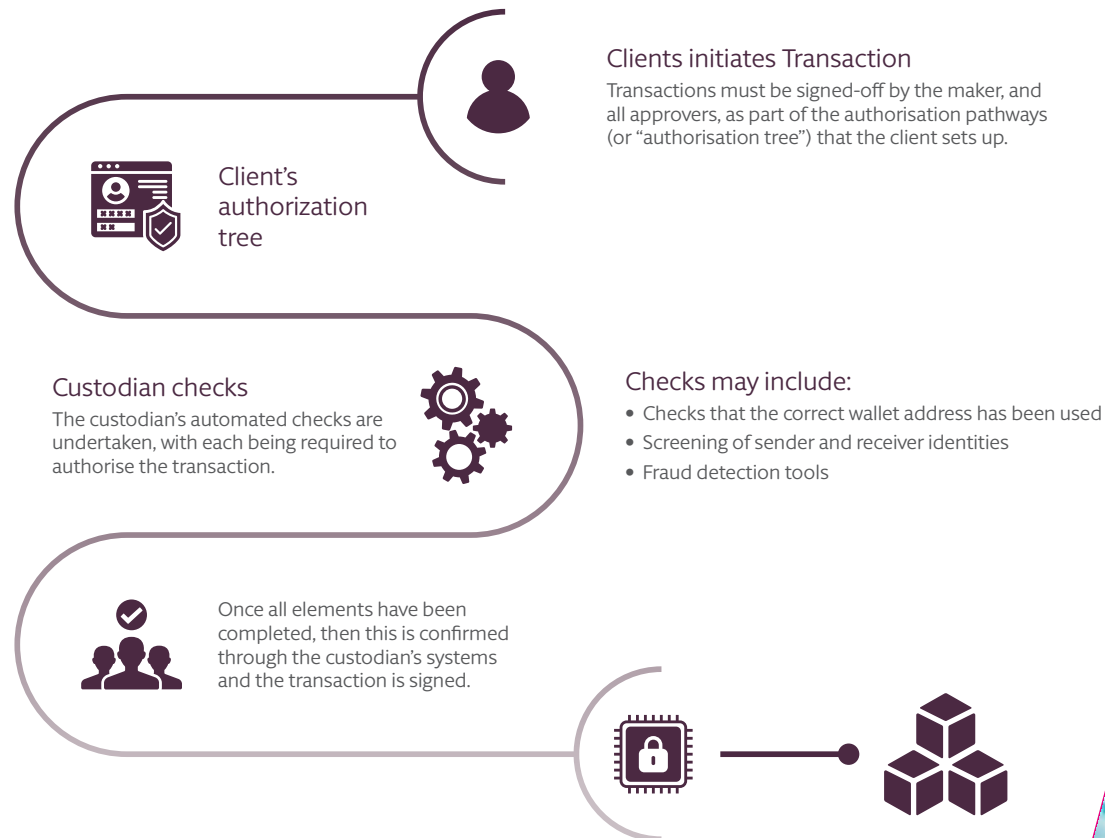 Clients initiates Transaction
Transactions must be signed-off by the maker, and
all approvers, as part of the authorisation pathways
(or “authorisation tree”) that the client sets up.
Client’s
authorization
tree
Custodian checks
The custodian’s automated checks are
undertaken, with each being required to
authorise the transaction.
Checks may include:
• Checks that the correct wallet address has been used
• Screening of sender and receiver identities
• Fraud detection tools
Once all elements have been
completed, then this is confirmed
through the custodian’s systems
and the transaction is signed.